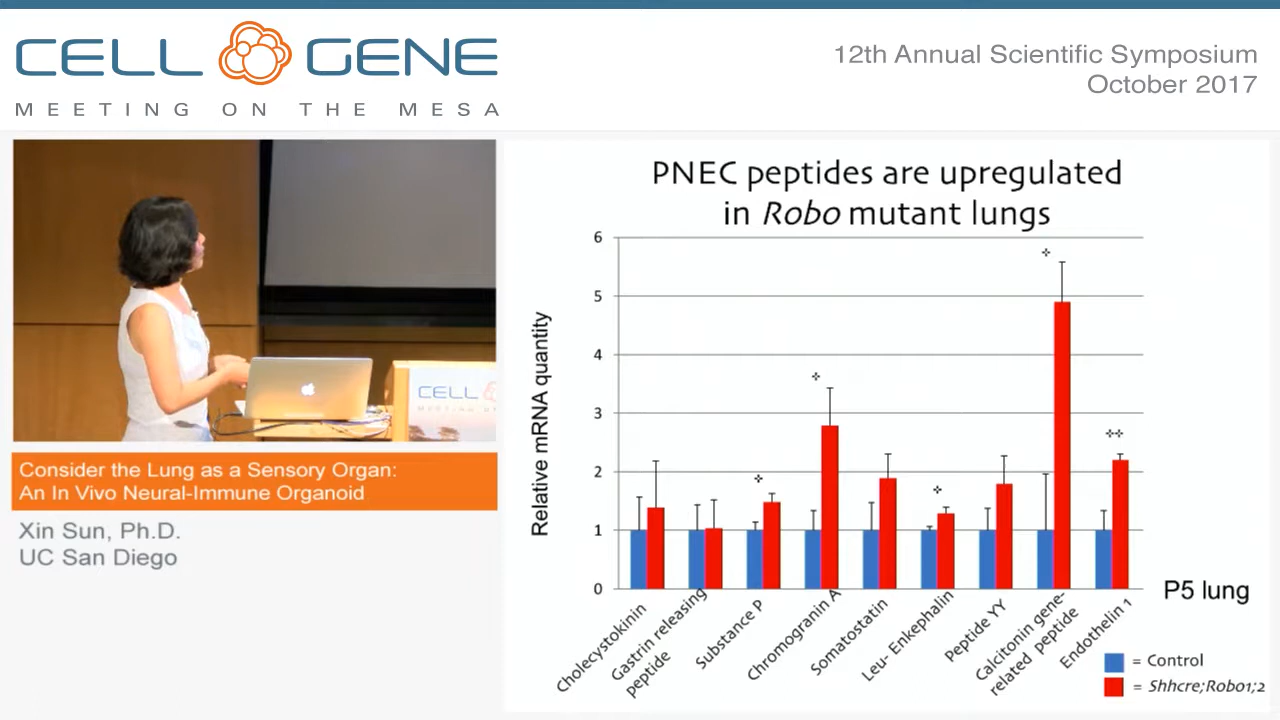 CELL GENE
MEETING ON THE MESA
12th Annual Scientific Symposium
October 2017
CELL
Consider the Lung as a Sensory Organ:
An In Vivo Neural-Immune Organoid
Xin Sun, Ph.D.
UC San Diego
PNEC peptides are upregulated
in Robo mutant lungs
Relative mRNA quantity
6
5
4
3
2
1
0
Cholecystokinin
Gastrin releasing
peptide
Substance P
Chromogranin A
Somatostatin
Leu- Enkephalin
Peptide YY
Calcitonin gene-
related peptide
Endothelin 1
P5 lung
= Control
= Shhcre;Robo1;2